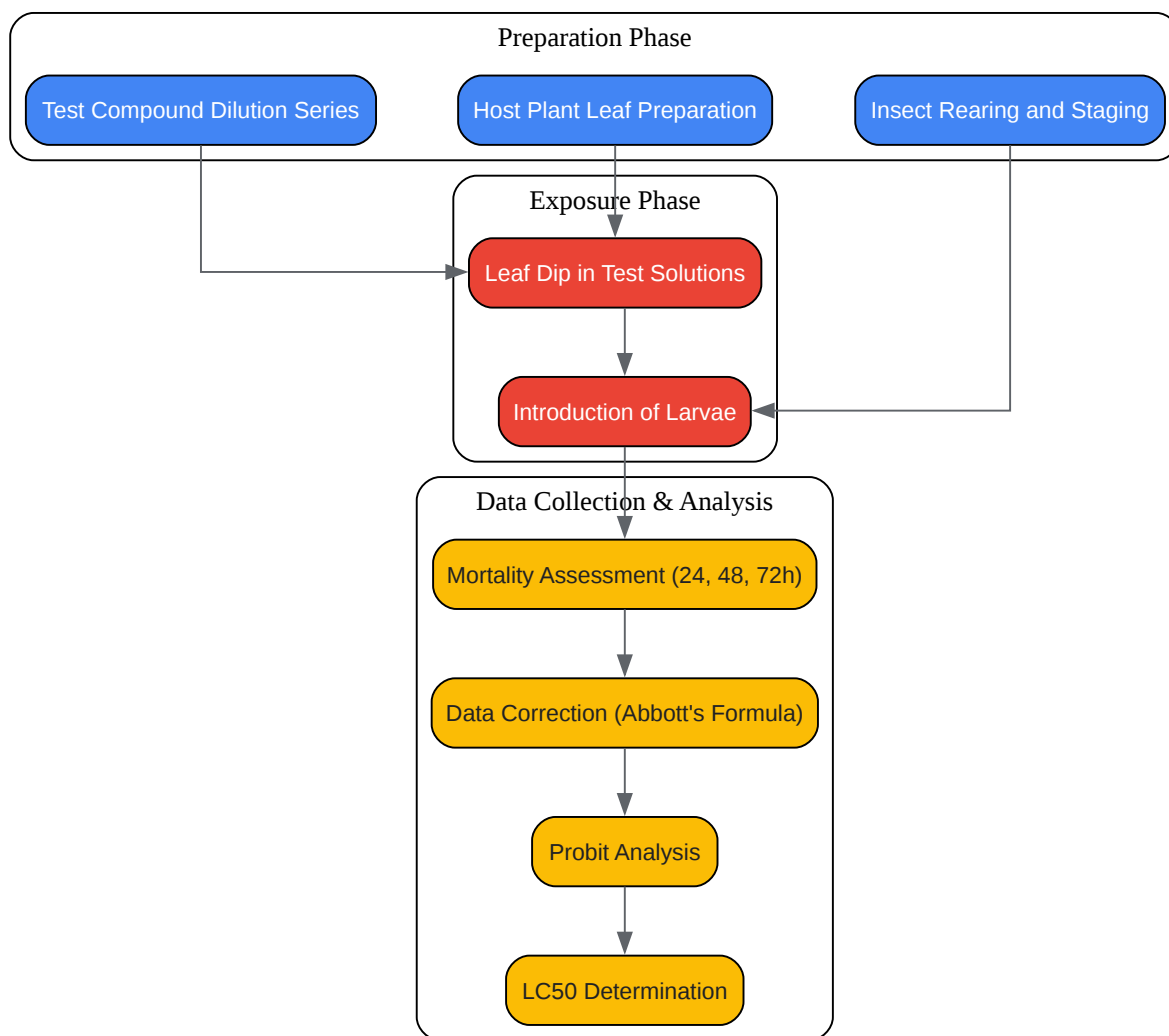 Preparation Phase
Test Compound Dilution Series
Host Plant Leaf Preparation
Insect Rearing and Staging
Exposure Phase
Leaf Dip in Test Solutions
Introduction of Larvae
Data Collection & Analysis
Mortality Assessment (24, 48, 72h)
Data Correction (Abbott's Formula)
Probit Analysis
LC50 Determination